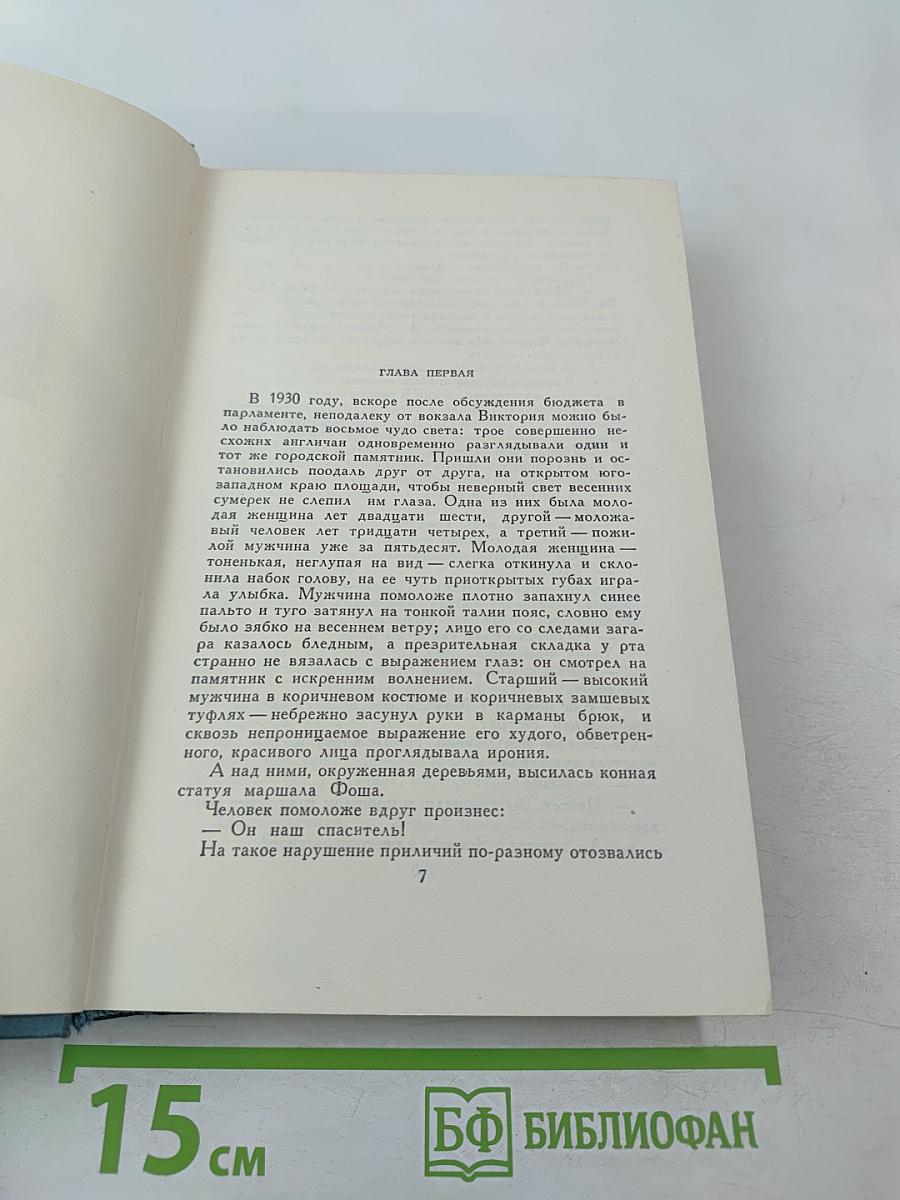 ГЛАВА ПЕРВАЯ
В 1930 году, вскоре после обсуждения бюджета в
парламенте, неподалеку от вокзала Виктория можно бы-
ло наблюдать восьмое чудо света: трое совершенно не-
схожих англичан одновременно разглядывали один и
тот же городской памятник. Пришли они порознь и ос-
тановились поодаль друг от друга, на открытом юго-
западном краю площади, чтобы неверный свет весенних
сумерек не слепил им глаза. Одна из них была моло-
дая женщина лет двадцати шести, другой — моложа-
вый человек лет тридцати четырех, а третий — пожи-
лой мужчина уже за пятьдесят. Молодая женщина —
тоненькая, неглупая на вид — слегка откинула и скло-
нила набок голову, на ее чуть приоткрытых губах игра-
ла улыбка. Мужчина помоложе плотно запахнул синее
пальто и туго затянул на тонкой талии пояс, словно ему
было зябко на весеннем ветру; лицо его со следами зага-
ра казалось бледным, а презрительная складка у рта
странно не вязалась с выражением глаз: он смотрел на
памятник с искренним волнением. Старший — высокий
мужчина в коричневом костюме и коричневых замшевых
туфлях — небрежно засунул руки в карманы брюк, и
сквозь непроницаемое выражение его худого, обветрен-
ного, красивого лица проглядывала ирония.
А над ними, окруженная деревьями, высилась конная
статуя маршала Фоша.
Человек помоложе вдруг произнес:
— Он наш спаситель!
На такое нарушение приличий по-разному отозвались
7
15 см
БФ БИБЛИОФАН